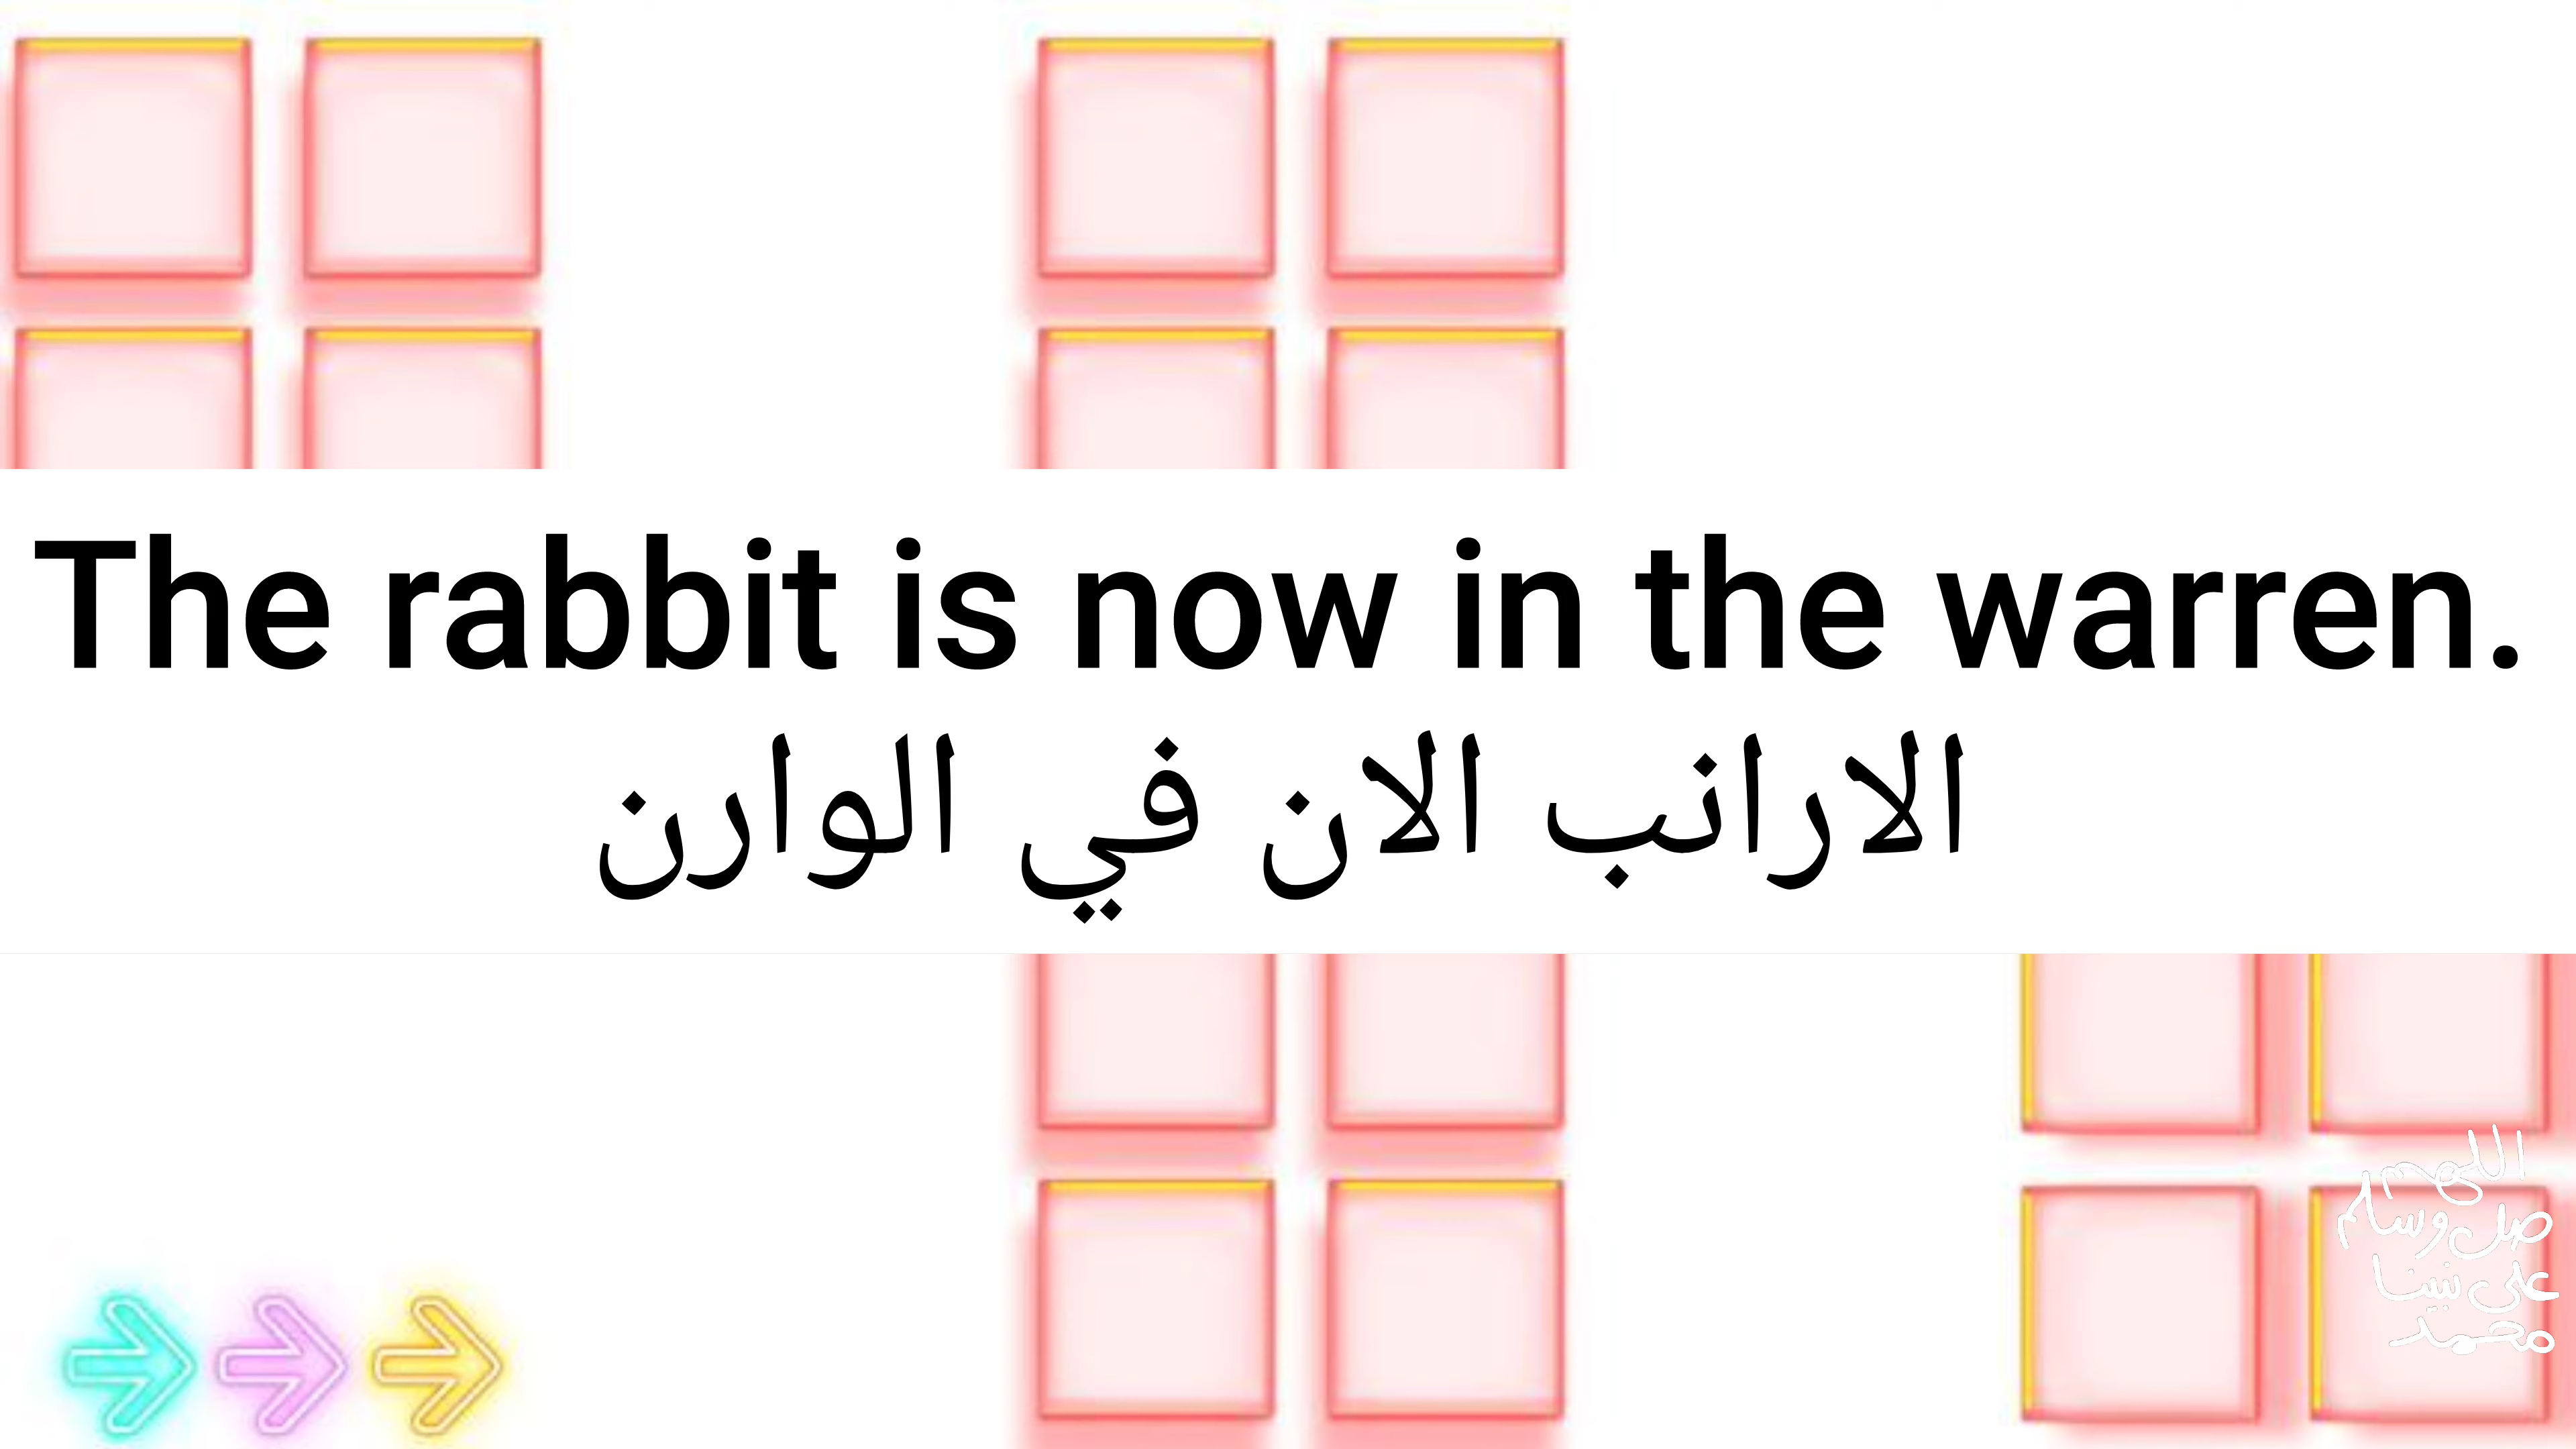 The rabbit is now in the warren.
الارانب الان في الوارن
اللهم
صل وسلم
على نبينا
محمد